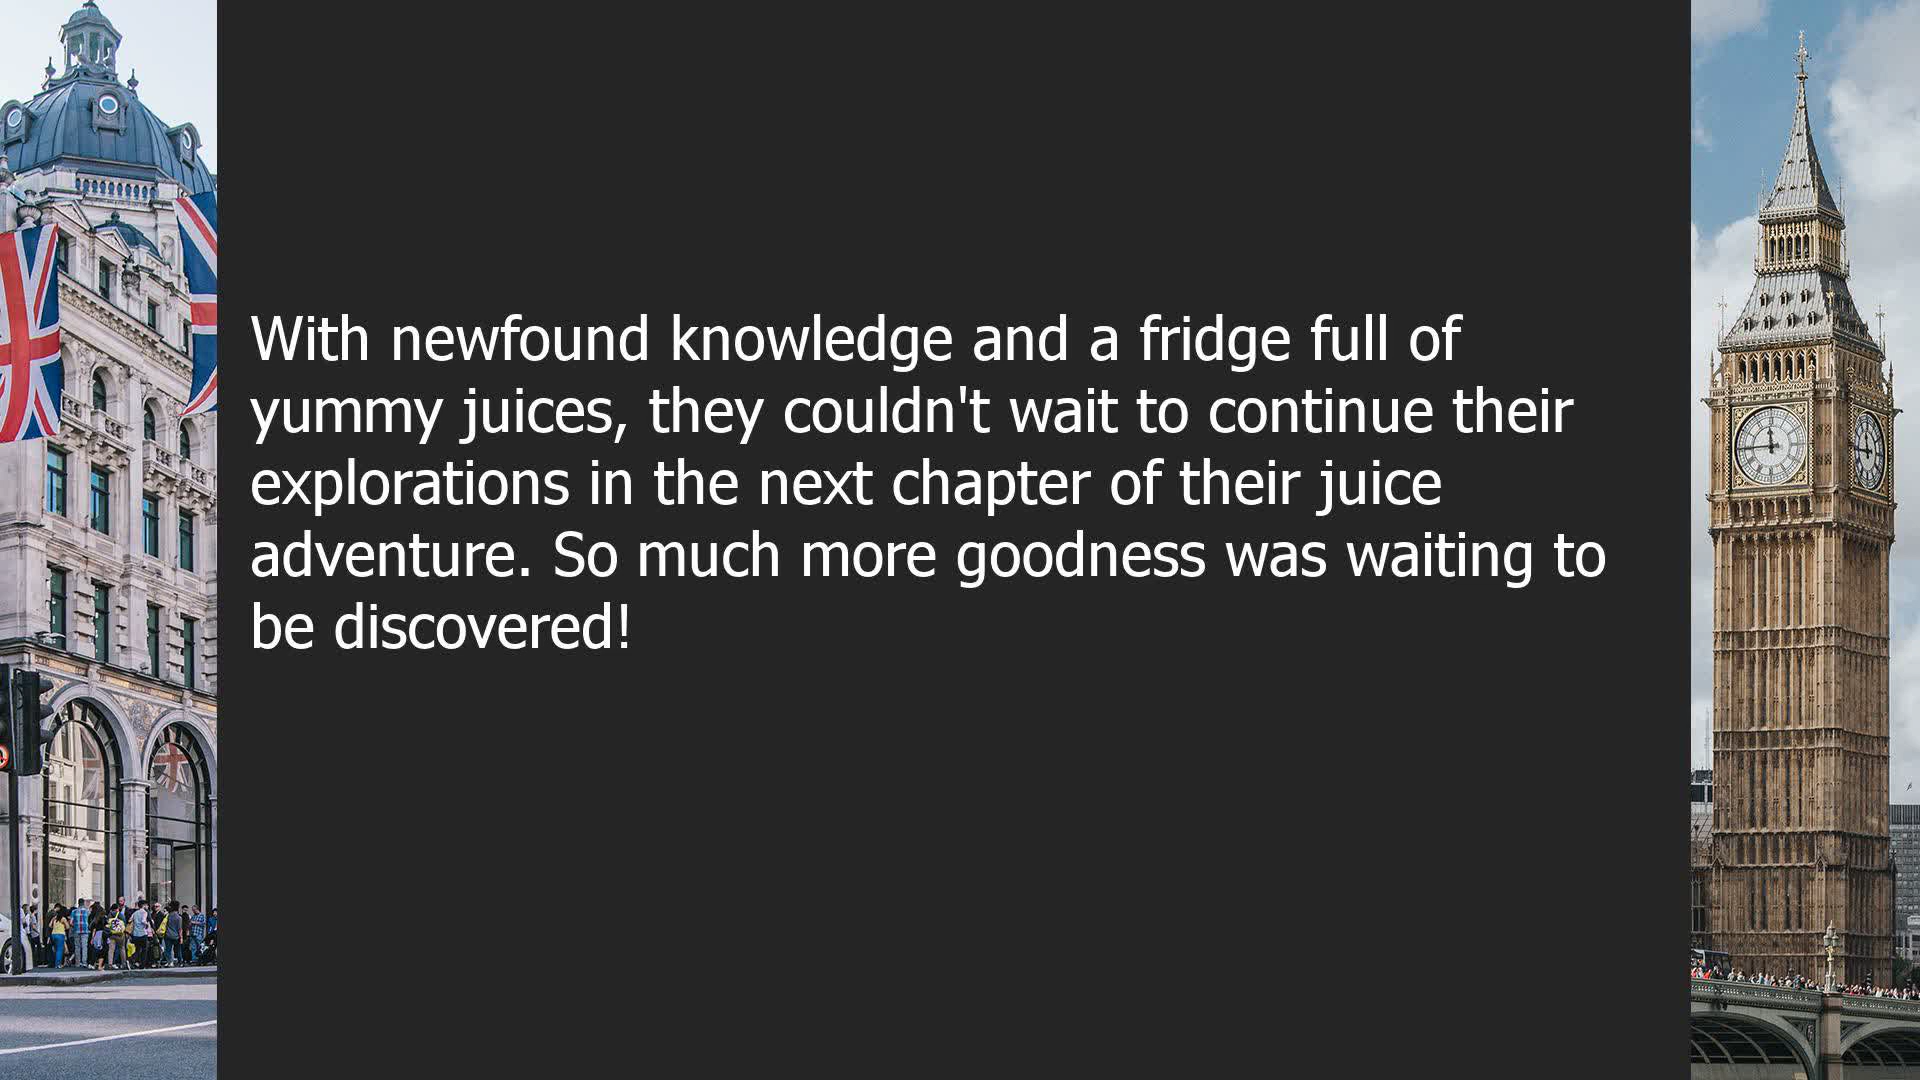 With newfound knowledge and a fridge full of
yummy juices, they couldn't wait to continue their
explorations in the next chapter of their juice
adventure. So much more goodness was waiting to
be discovered!